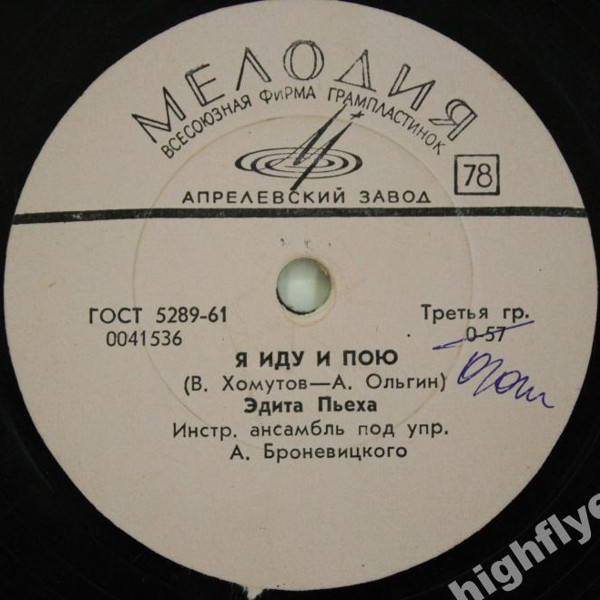 МЕЛОДИЯ
ВСЕСОЮЗНАЯ ФИРМА ГРАМПЛАСТИНОК
78
АПРЕЛЕВСКИЙ ЗАВОД
ГОСТ 5289-61
Третья гр.
0041536
0-57
Я ИДУ И ПОЮ
(В. Хомутов—А. Ольгин)
Эдита Пьеха
Инстр. ансамбль под упр.
А. Броневицкого
highflye